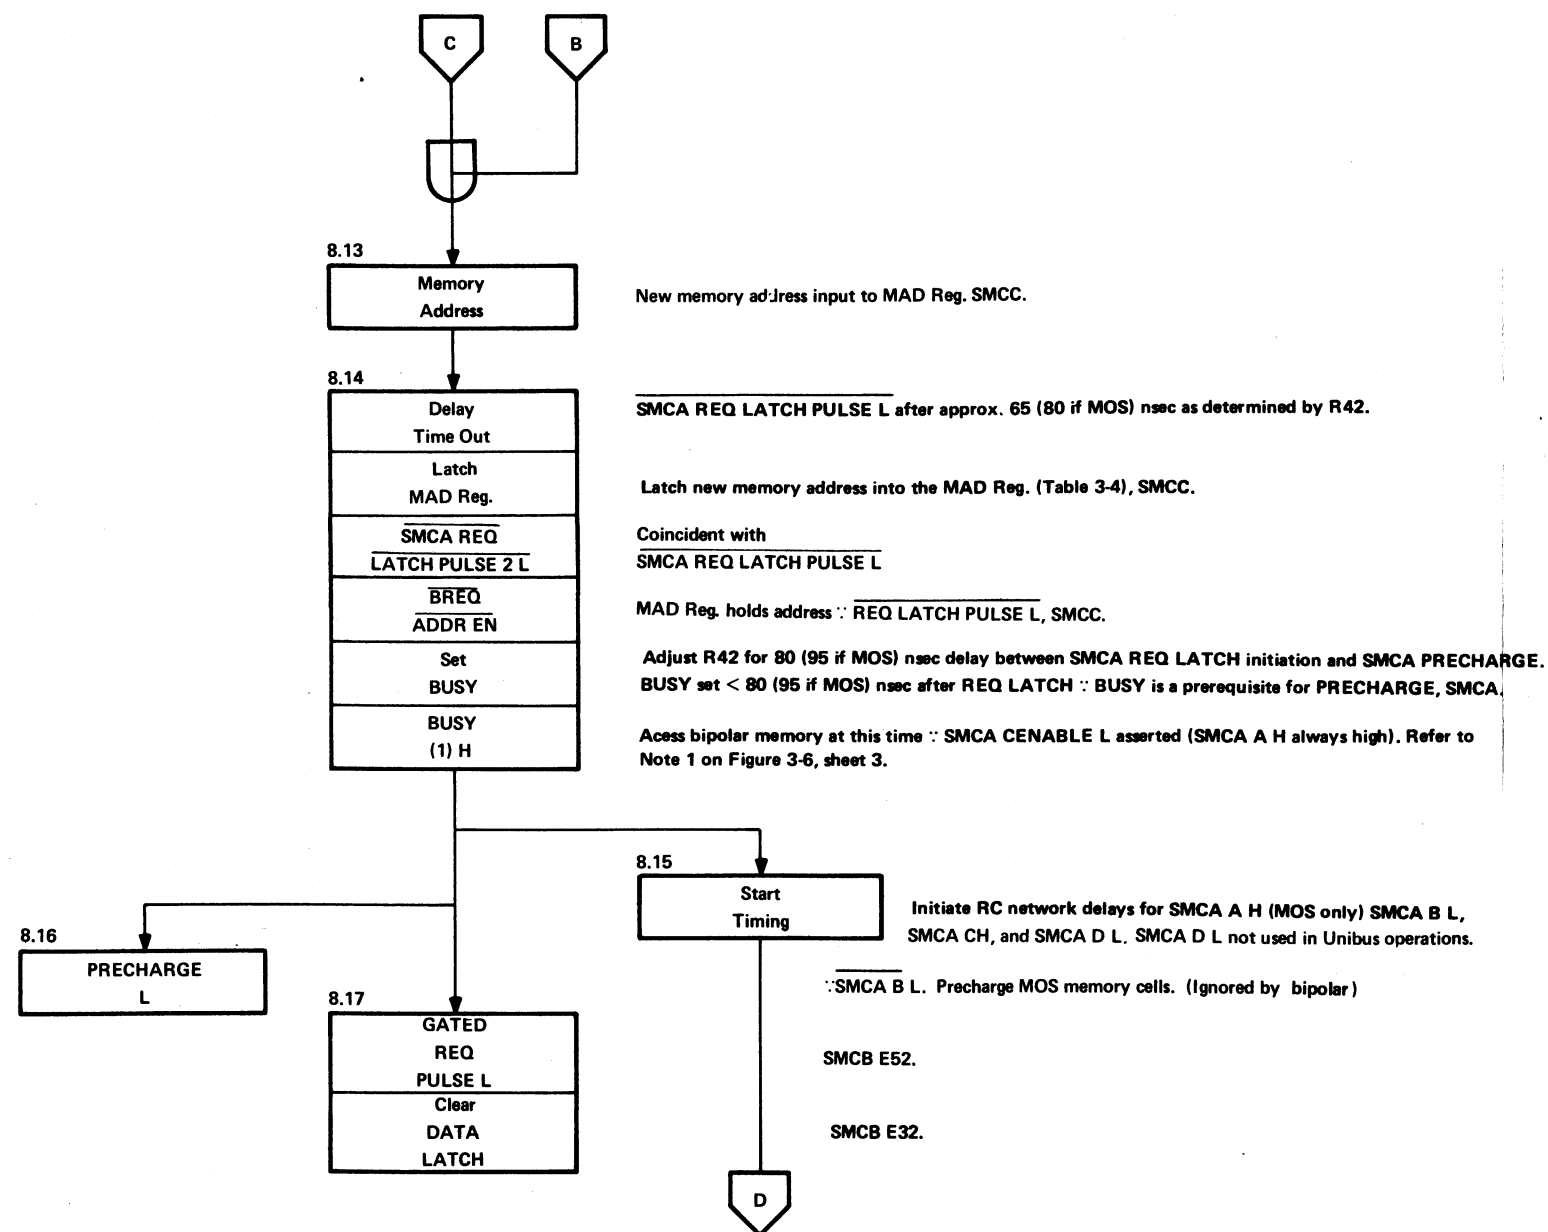 C
B
8.13
Memory
Address
New memory address input to MAD Reg. SMCC.
8.14
Delay
Time Out
SMCA REQ LATCH PULSE L after approx. 65 (80 if MOS) nsec as determined by R42.
Latch
MAD Reg.
Latch new memory address into the MAD Reg. (Table 3-4), SMCC.
SMCA REQ
LATCH PULSE 2 L
Coincident with
SMCA REQ LATCH PULSE L
BREQ
ADDR EN
MAD Reg. holds address ∵ REQ LATCH PULSE L, SMCC.
Set
BUSY
Adjust R42 for 80 (95 if MOS) nsec delay between SMCA REQ LATCH initiation and SMCA PRECHARGE.
BUSY set < 80 (95 if MOS) nsec after REQ LATCH ∵ BUSY is a prerequisite for PRECHARGE, SMCA.
BUSY
(1) H
Acess bipolar memory at this time ∵ SMCA CENABLE L asserted (SMCA A H always high). Refer to
Note 1 on Figure 3-6, sheet 3.
8.15
Start
Timing
Initiate RC network delays for SMCA A H (MOS only) SMCA B L,
SMCA CH, and SMCA D L. SMCA D L not used in Unibus operations.
8.16
PRECHARGE
L
∵SMCA B L. Precharge MOS memory cells. (Ignored by bipolar)
8.17
GATED
REQ
PULSE L
SMCB E52.
Clear
DATA
LATCH
SMCB E32.
D